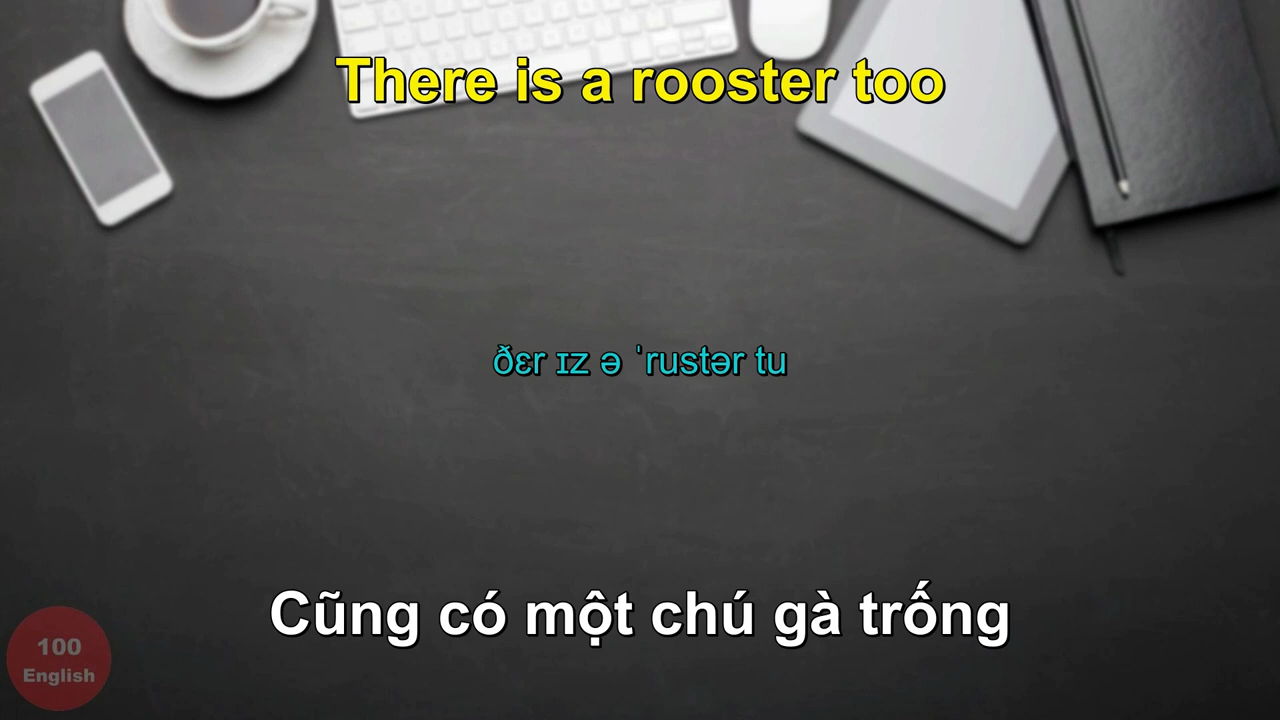 There is a rooster too
ðɛr ɪz ə ˈrustər tu
Cũng có một chú gà trống
100
English